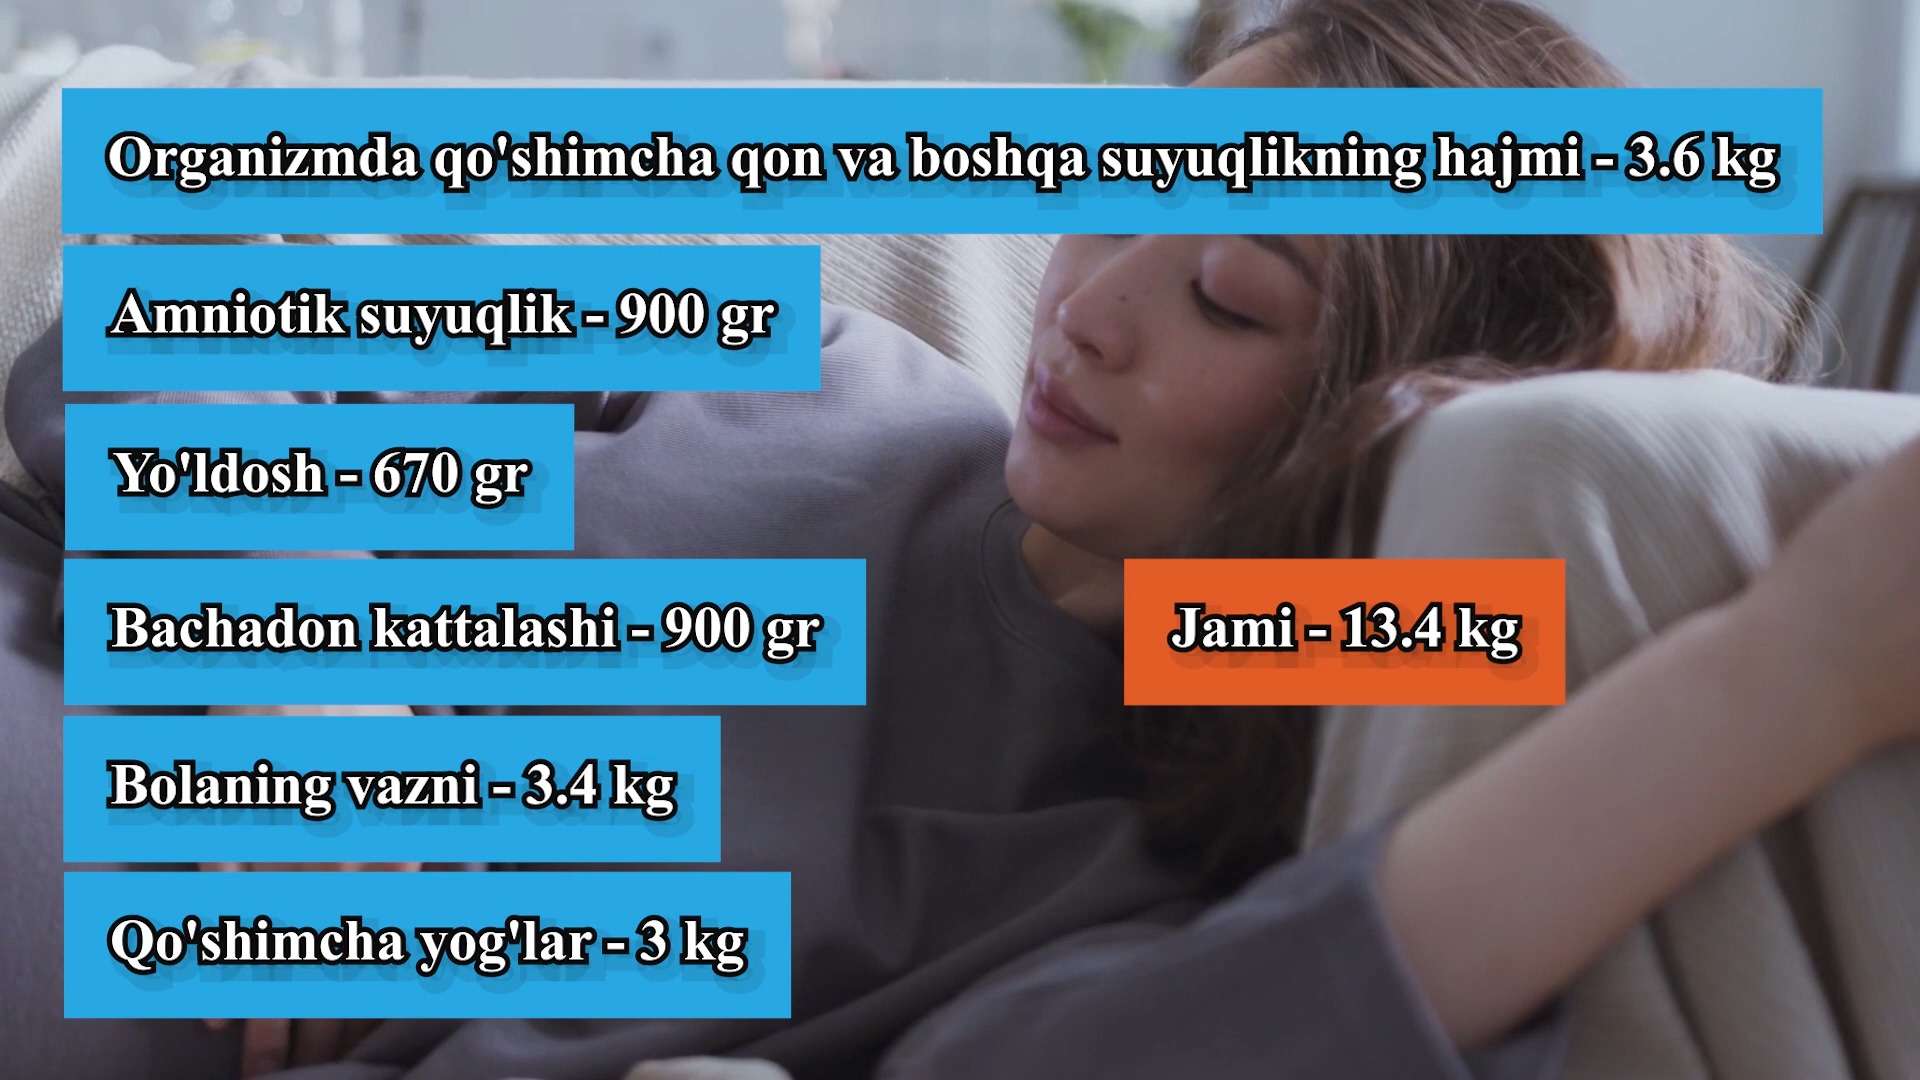 Organizmda qo'shimcha qon va boshqa suyuqlikning hajmi - 3.6 kg
Amniotik suyuqlik - 900 gr
Yo'ldosh - 670 gr
Bachadon kattalashi - 900 gr
Jami - 13.4 kg
Bolaning vazni - 3.4 kg
Qo'shimcha yog'lar - 3 kg